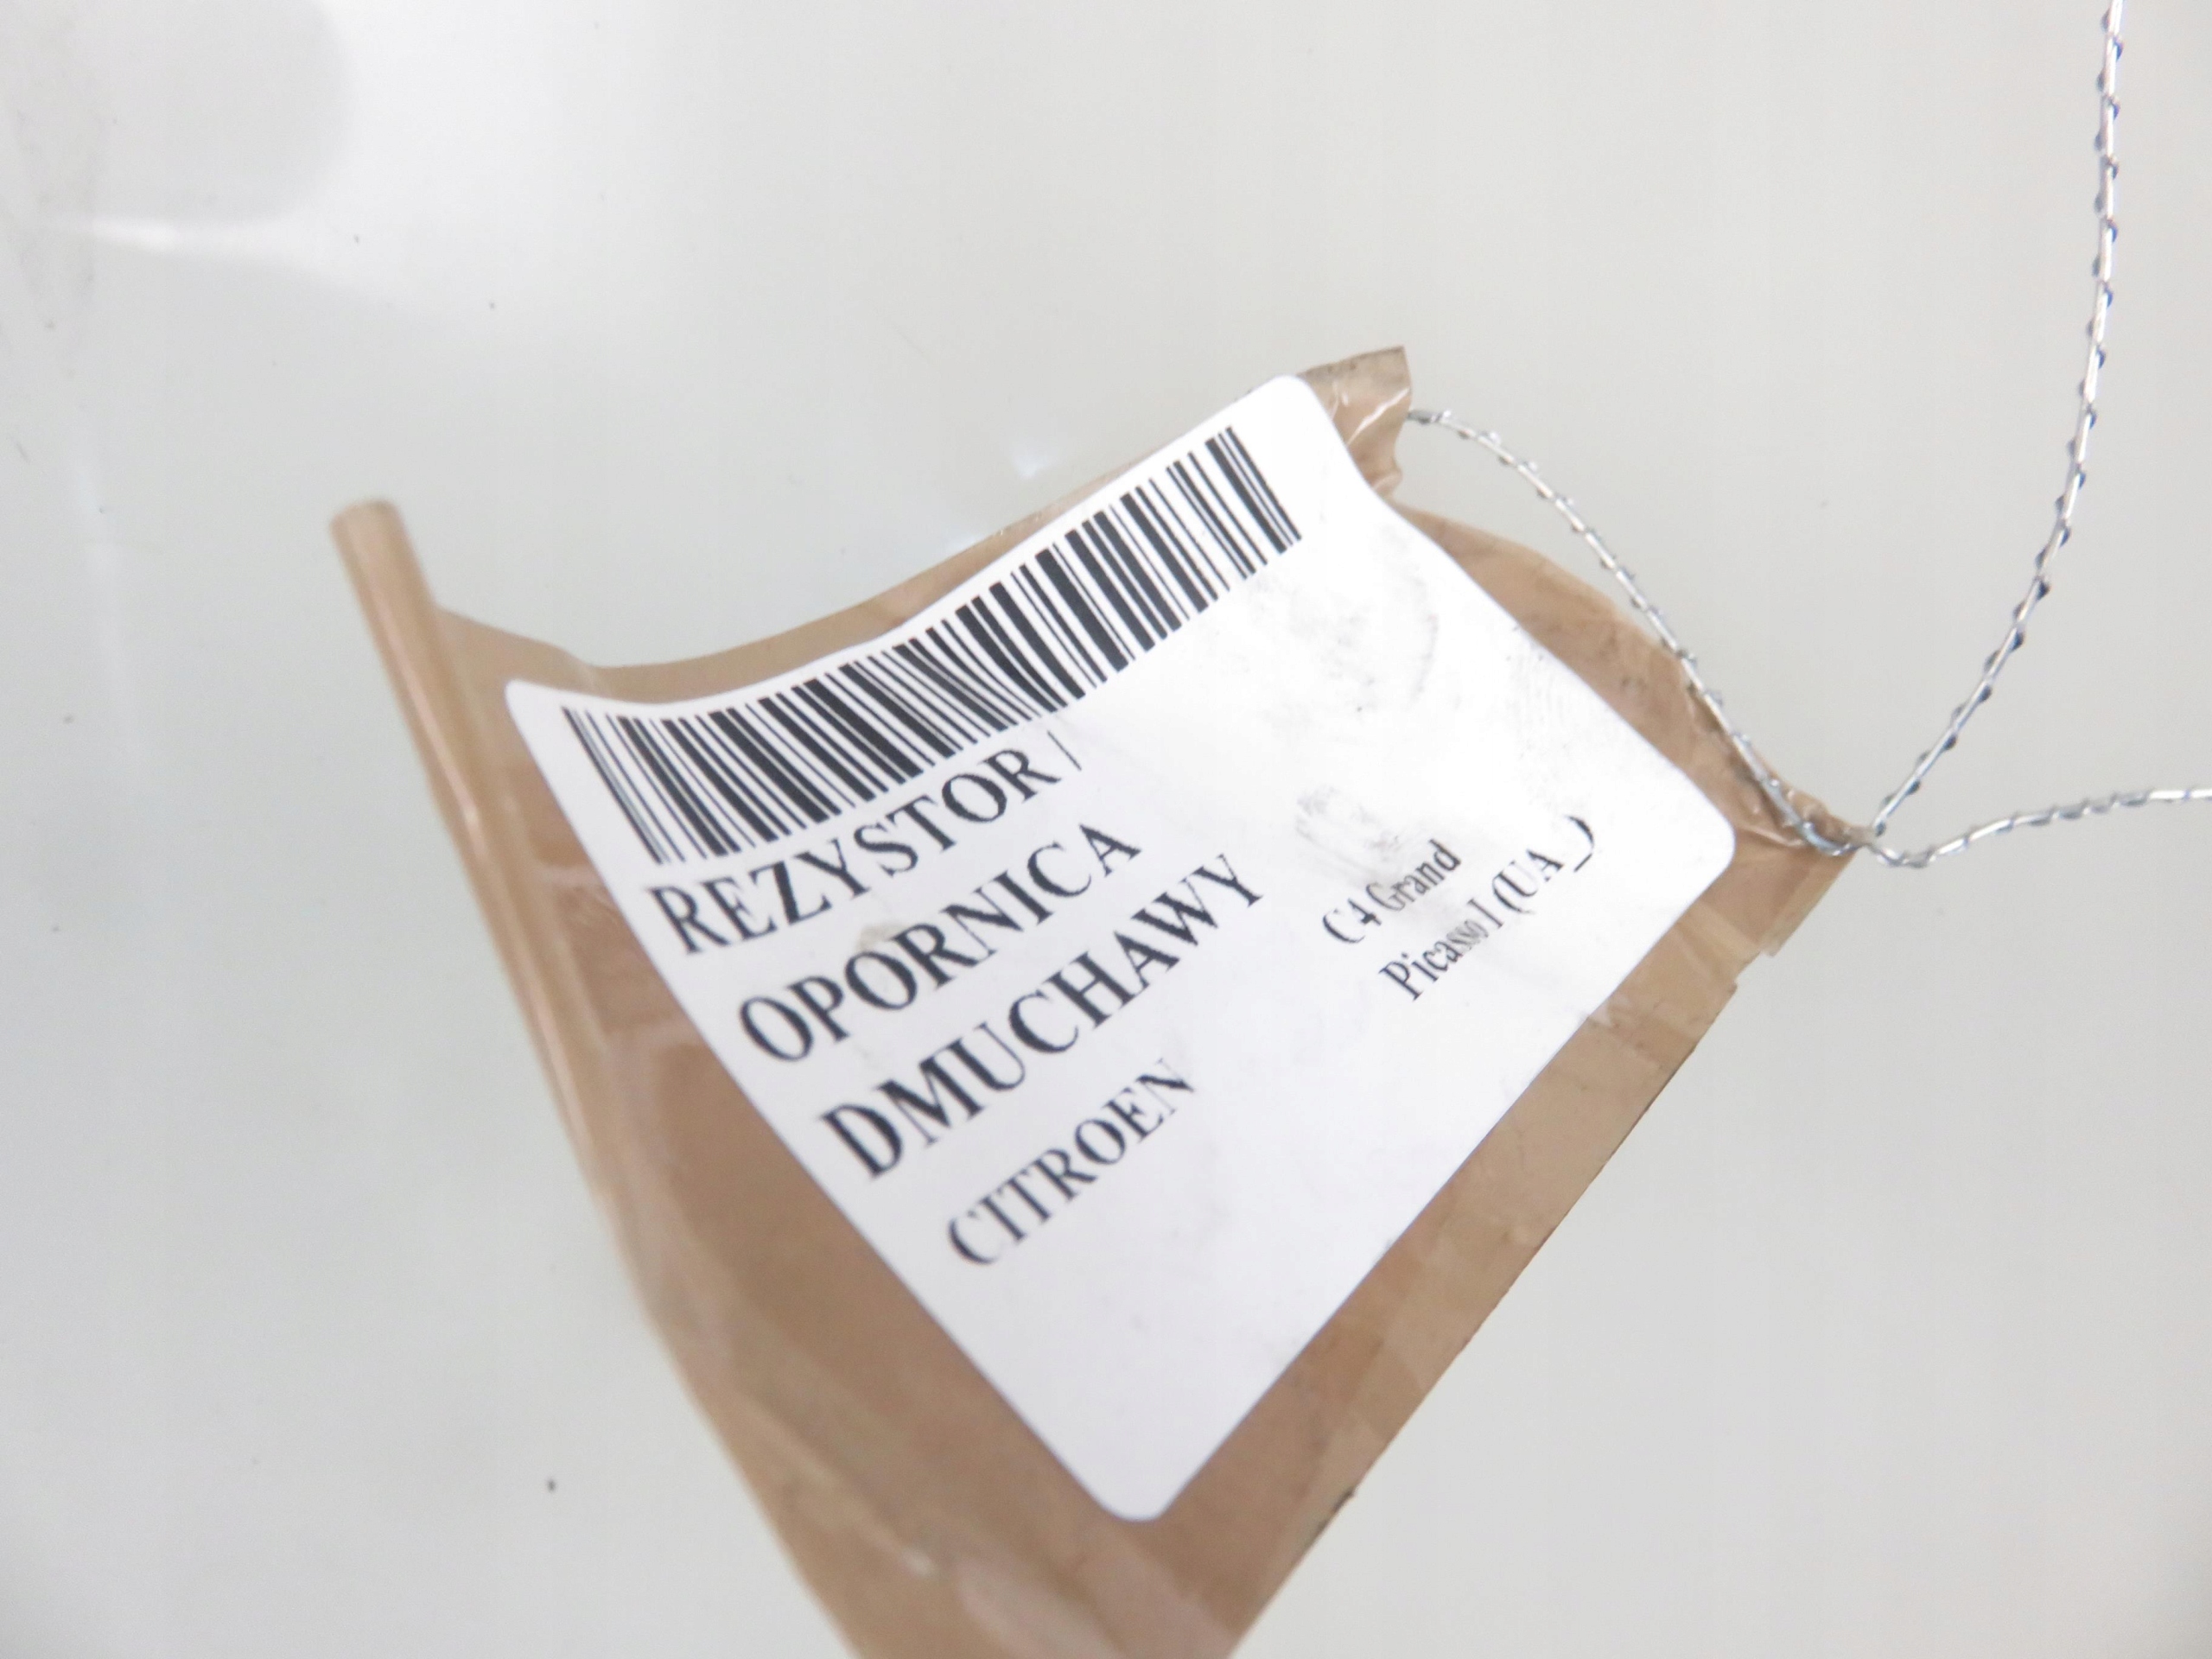 REZYSTOR /
OPORNICA
DMUCHAWY
CITROEN
C4 Grand
Picasso I (UA_)